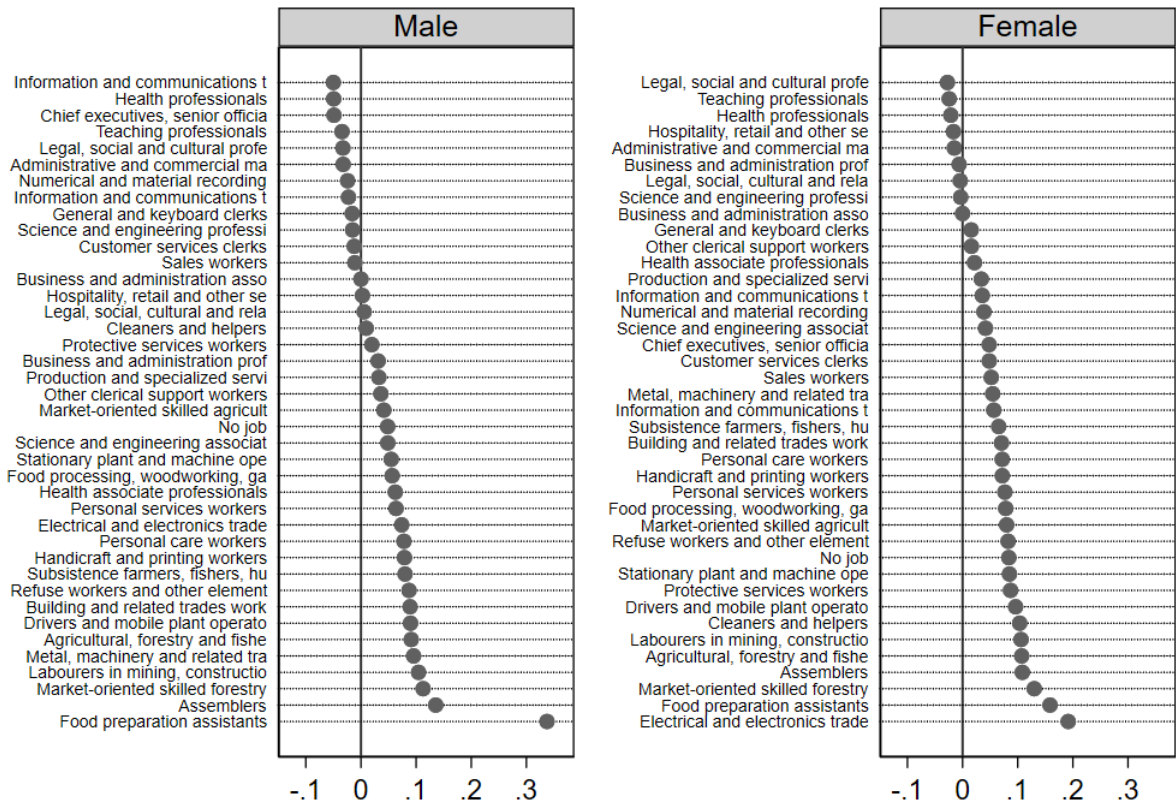 Male
Information and communications t
Health professionals
Chief executives, senior officia
Teaching professionals
Legal, social and cultural profe
Administrative and commercial ma
Numerical and material recording
Information and communications t
General and keyboard clerks
Science and engineering professi
Customer services clerks
Sales workers
Business and administration asso
Hospitality, retail and other se
Legal, social, cultural and rela
Cleaners and helpers
Protective services workers
Business and administration prof
Production and specialized servi
Other clerical support workers
Market-oriented skilled agricult
No job
Science and engineering associat
Stationary plant and machine ope
Food processing, woodworking, ga
Health associate professionals
Personal services workers
Electrical and electronics trade
Personal care workers
Handicraft and printing workers
Subsistence farmers, fishers, hu
Refuse workers and other element
Building and related trades work
Drivers and mobile plant operato
Agricultural, forestry and fishe
Metal, machinery and related tra
Labourers in mining, constructio
Market-oriented skilled forestry
Assemblers
Food preparation assistants
-.1 0 .1 .2 .3
Female
Legal, social and cultural profe
Teaching professionals
Health professionals
Hospitality, retail and other se
Administrative and commercial ma
Business and administration prof
Legal, social, cultural and rela
Science and engineering professi
Business and administration asso
General and keyboard clerks
Other clerical support workers
Health associate professionals
Production and specialized servi
Information and communications t
Numerical and material recording
Science and engineering associat
Chief executives, senior officia
Customer services clerks
Sales workers
Metal, machinery and related tra
Information and communications t
Subsistence farmers, fishers, hu
Building and related trades work
Personal care workers
Handicraft and printing workers
Personal services workers
Food processing, woodworking, ga
Market-oriented skilled agricult
Refuse workers and other element
No job
Stationary plant and machine ope
Protective services workers
Drivers and mobile plant operato
Cleaners and helpers
Labourers in mining, constructio
Agricultural, forestry and fishe
Assemblers
Market-oriented skilled forestry
Food preparation assistants
Electrical and electronics trade
-.1 0 .1 .2 .3